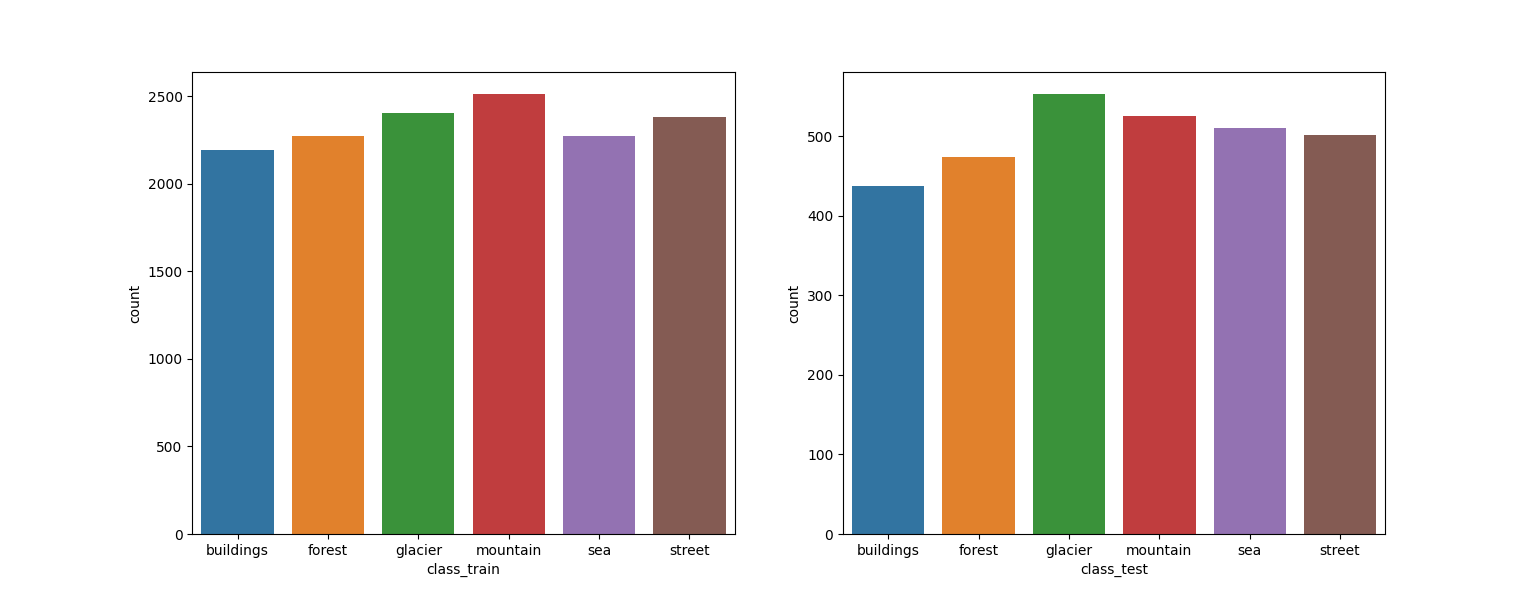 count
2500
2000
1500
1000
500
0
buildings forest glacier mountain sea street
class_train
count
500
400
300
200
100
0
buildings forest glacier mountain sea street
class_test